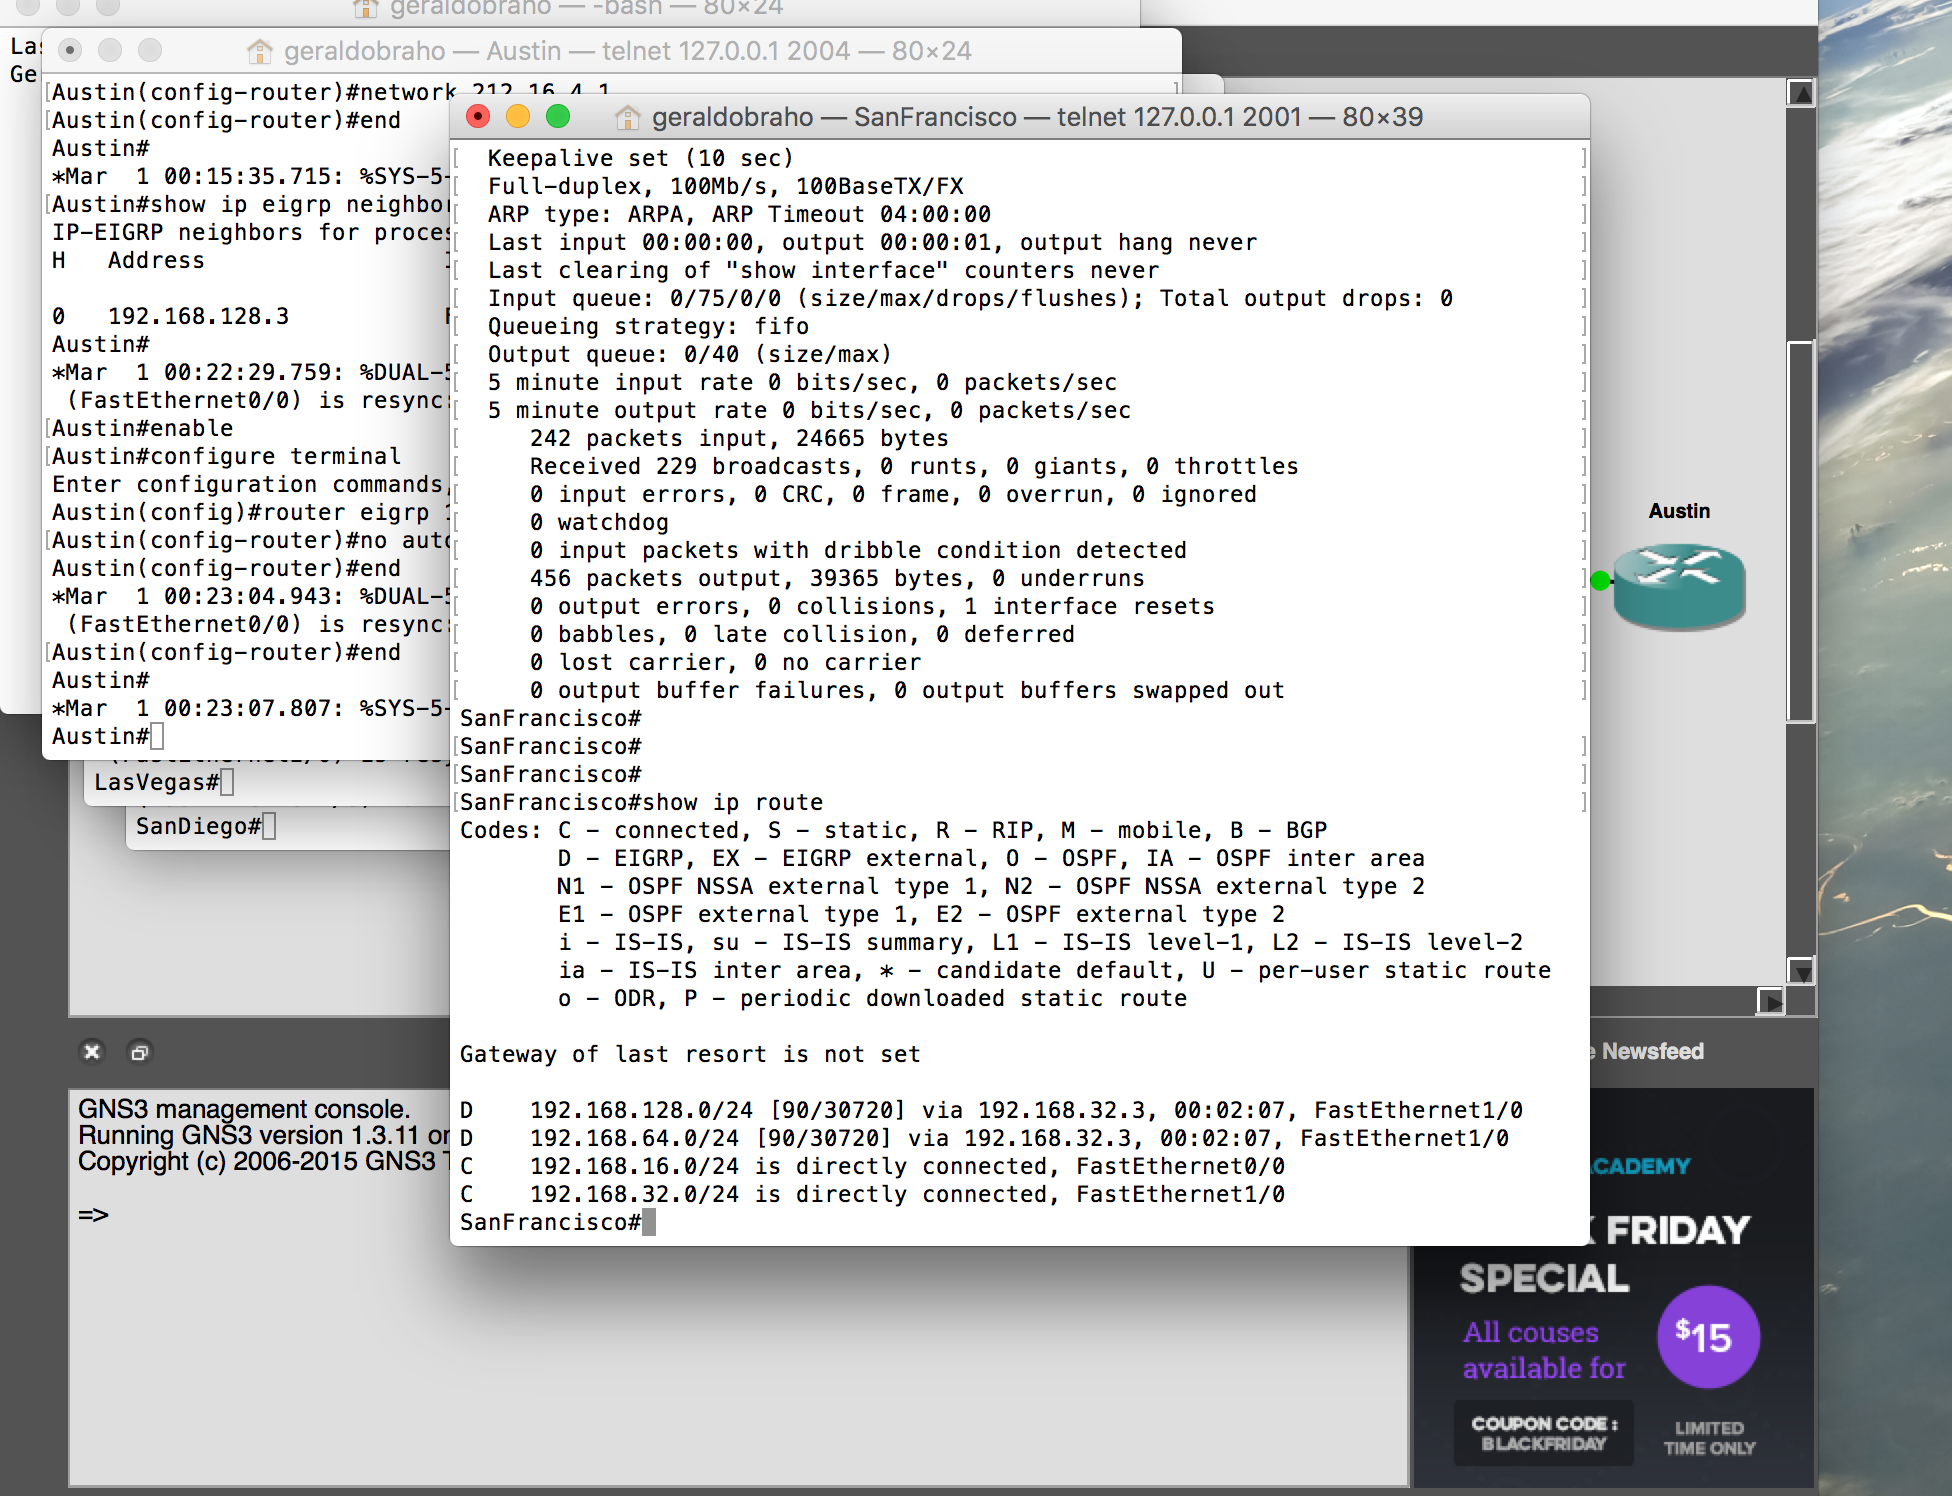 geraldobraho — -bash — 80×24
Las
Ge
geraldobraho — Austin — telnet 127.0.0.1 2004 — 80×24
Austin(config-router)#network 212.16.4.1
Austin(config-router)#end
Austin#
*Mar  1 00:15:35.715: %SYS-5-
Austin#show ip eigrp neighbor
IP-EIGRP neighbors for proces
H   Address
0   192.168.128.3
Austin#
*Mar  1 00:22:29.759: %DUAL-5
(FastEthernet0/0) is resync:
Austin#enable
Austin#configure terminal
Enter configuration commands,
Austin(config)#router eigrp 1
Austin(config-router)#no auto
Austin(config-router)#end
*Mar  1 00:23:04.943: %DUAL-5
(FastEthernet0/0) is resync:
Austin(config-router)#end
Austin#
*Mar  1 00:23:07.807: %SYS-5-
Austin#
LasVegas#
SanDiego#
geraldobraho — SanFrancisco — telnet 127.0.0.1 2001 — 80×39
Keepalive set (10 sec)
Full-duplex, 100Mb/s, 100BaseTX/FX
ARP type: ARPA, ARP Timeout 04:00:00
Last input 00:00:00, output 00:00:01, output hang never
Last clearing of "show interface" counters never
Input queue: 0/75/0/0 (size/max/drops/flushes); Total output drops: 0
Queueing strategy: fifo
Output queue: 0/40 (size/max)
5 minute input rate 0 bits/sec, 0 packets/sec
5 minute output rate 0 bits/sec, 0 packets/sec
242 packets input, 24665 bytes
Received 229 broadcasts, 0 runts, 0 giants, 0 throttles
0 input errors, 0 CRC, 0 frame, 0 overrun, 0 ignored
0 watchdog
0 input packets with dribble condition detected
456 packets output, 39365 bytes, 0 underruns
0 output errors, 0 collisions, 1 interface resets
0 babbles, 0 late collision, 0 deferred
0 lost carrier, 0 no carrier
0 output buffer failures, 0 output buffers swapped out
SanFrancisco#
SanFrancisco#
SanFrancisco#
SanFrancisco#show ip route
Codes: C - connected, S - static, R - RIP, M - mobile, B - BGP
D - EIGRP, EX - EIGRP external, O - OSPF, IA - OSPF inter area
N1 - OSPF NSSA external type 1, N2 - OSPF NSSA external type 2
E1 - OSPF external type 1, E2 - OSPF external type 2
i - IS-IS, su - IS-IS summary, L1 - IS-IS level-1, L2 - IS-IS level-2
ia - IS-IS inter area, * - candidate default, U - per-user static route
o - ODR, P - periodic downloaded static route
Gateway of last resort is not set
D    192.168.128.0/24 [90/30720] via 192.168.32.3, 00:02:07, FastEthernet1/0
D    192.168.64.0/24 [90/30720] via 192.168.32.3, 00:02:07, FastEthernet1/0
C    192.168.16.0/24 is directly connected, FastEthernet0/0
C    192.168.32.0/24 is directly connected, FastEthernet1/0
SanFrancisco#
Austin
GNS3 management console.
Running GNS3 version 1.3.11 on
Copyright (c) 2006-2015 GNS3 T
=>
e Newsfeed
CADEMY
K FRIDAY
SPECIAL
All couses
available for
$15
COUPON CODE :
BLACKFRIDAY
LIMITED
TIME ONLY